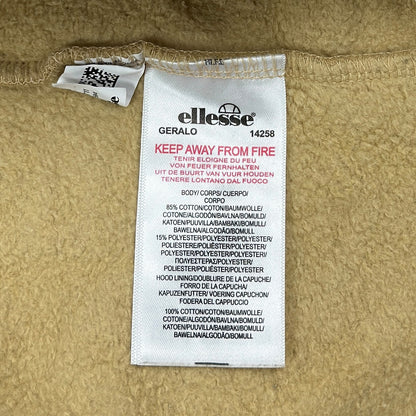 ellesse
GERALO 14258
KEEP AWAY FROM FIRE
TENIR ELOIGNE DU FEU
VON FEUER FERNHALTEN
UIT DE BUURT VAN VUUR HOUDEN
TENERE LONTANO DAL FUOCO
BODY/ CORPS/ CUERPO/
CORPO
85% COTTON/COTON/BAUMWOLLE/
COTONE/ALGODÓN/BAVLNA/BOMULD/
KATOEN/PUUVILLA/BAMBAKI/BOMULL/
BAWELNA/ALGODÃO/BOMULL
15% POLYESTER/POLYESTER/POLYESTER/
POLIESTERE/POLIÉSTER/POLYESTER/
POLYESTER/POLYESTER/POLYESTERI/
ΠΟΛΥΕΣΤΕΡΑΣ/POLYESTER/
POLIESTER/POLIÉSTER/POLYESTER
HOOD LINING/DOUBLURE DE LA CAPUCHE/
FORRO DE LA CAPUCHA/
KAPUZENFUTTER/ VOERING CAPUCHON/
FODERA DEL CAPPUCCIO
100% COTTON/COTON/BAUMWOLLE/
COTONE/ALGODÓN/BAVLNA/BOMULD/
KATOEN/PUUVILLA/BAMBAKI/BOMULL/
BAWELNA/ALGODÃO/BOMULL